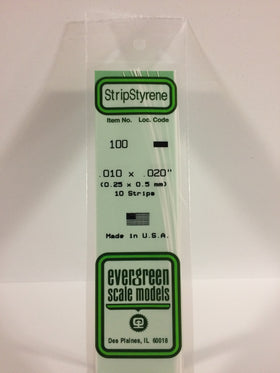 StripStyrene
Item No. Loc. Code
100
.010 x .020"
(0.25 x 0.5 mm)
10 Strips
Made in U.S.A.
evergreen
scale models
Des Plaines, IL 60018